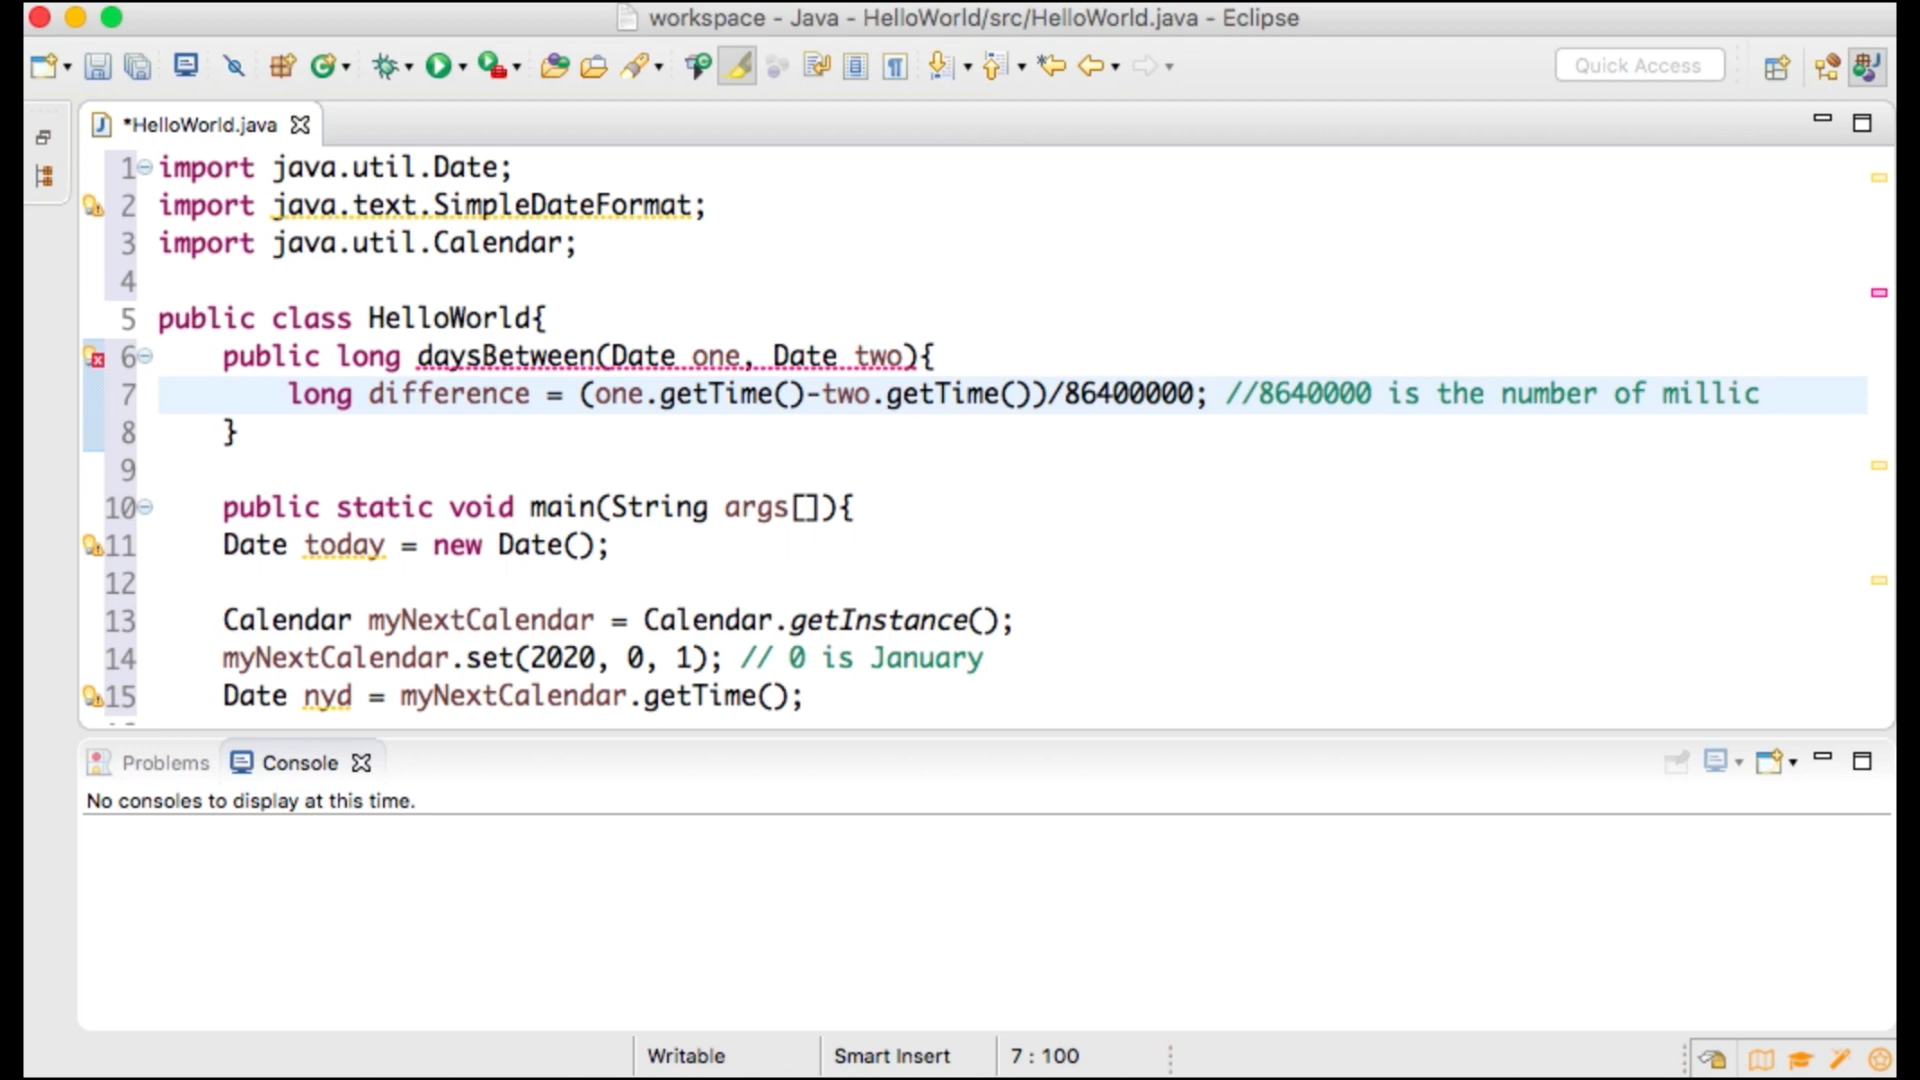 workspace - Java - HelloWorld/src/HelloWorld.java - Eclipse
Quick Access
*HelloWorld.java
1 import java.util.Date;
2 import java.text.SimpleDateFormat;
3 import java.util.Calendar;
4
5 public class HelloWorld{
6 public long daysBetween(Date one, Date two){
7 long difference = (one.getTime()-two.getTime())/86400000; //8640000 is the number of millic
8 }
9
10 public static void main(String args[]){
11 Date today = new Date();
12
13 Calendar myNextCalendar = Calendar.getInstance();
14 myNextCalendar.set(2020, 0, 1); // 0 is January
15 Date nyd = myNextCalendar.getTime();
Problems Console
No consoles to display at this time.
Writable Smart Insert 7 : 100